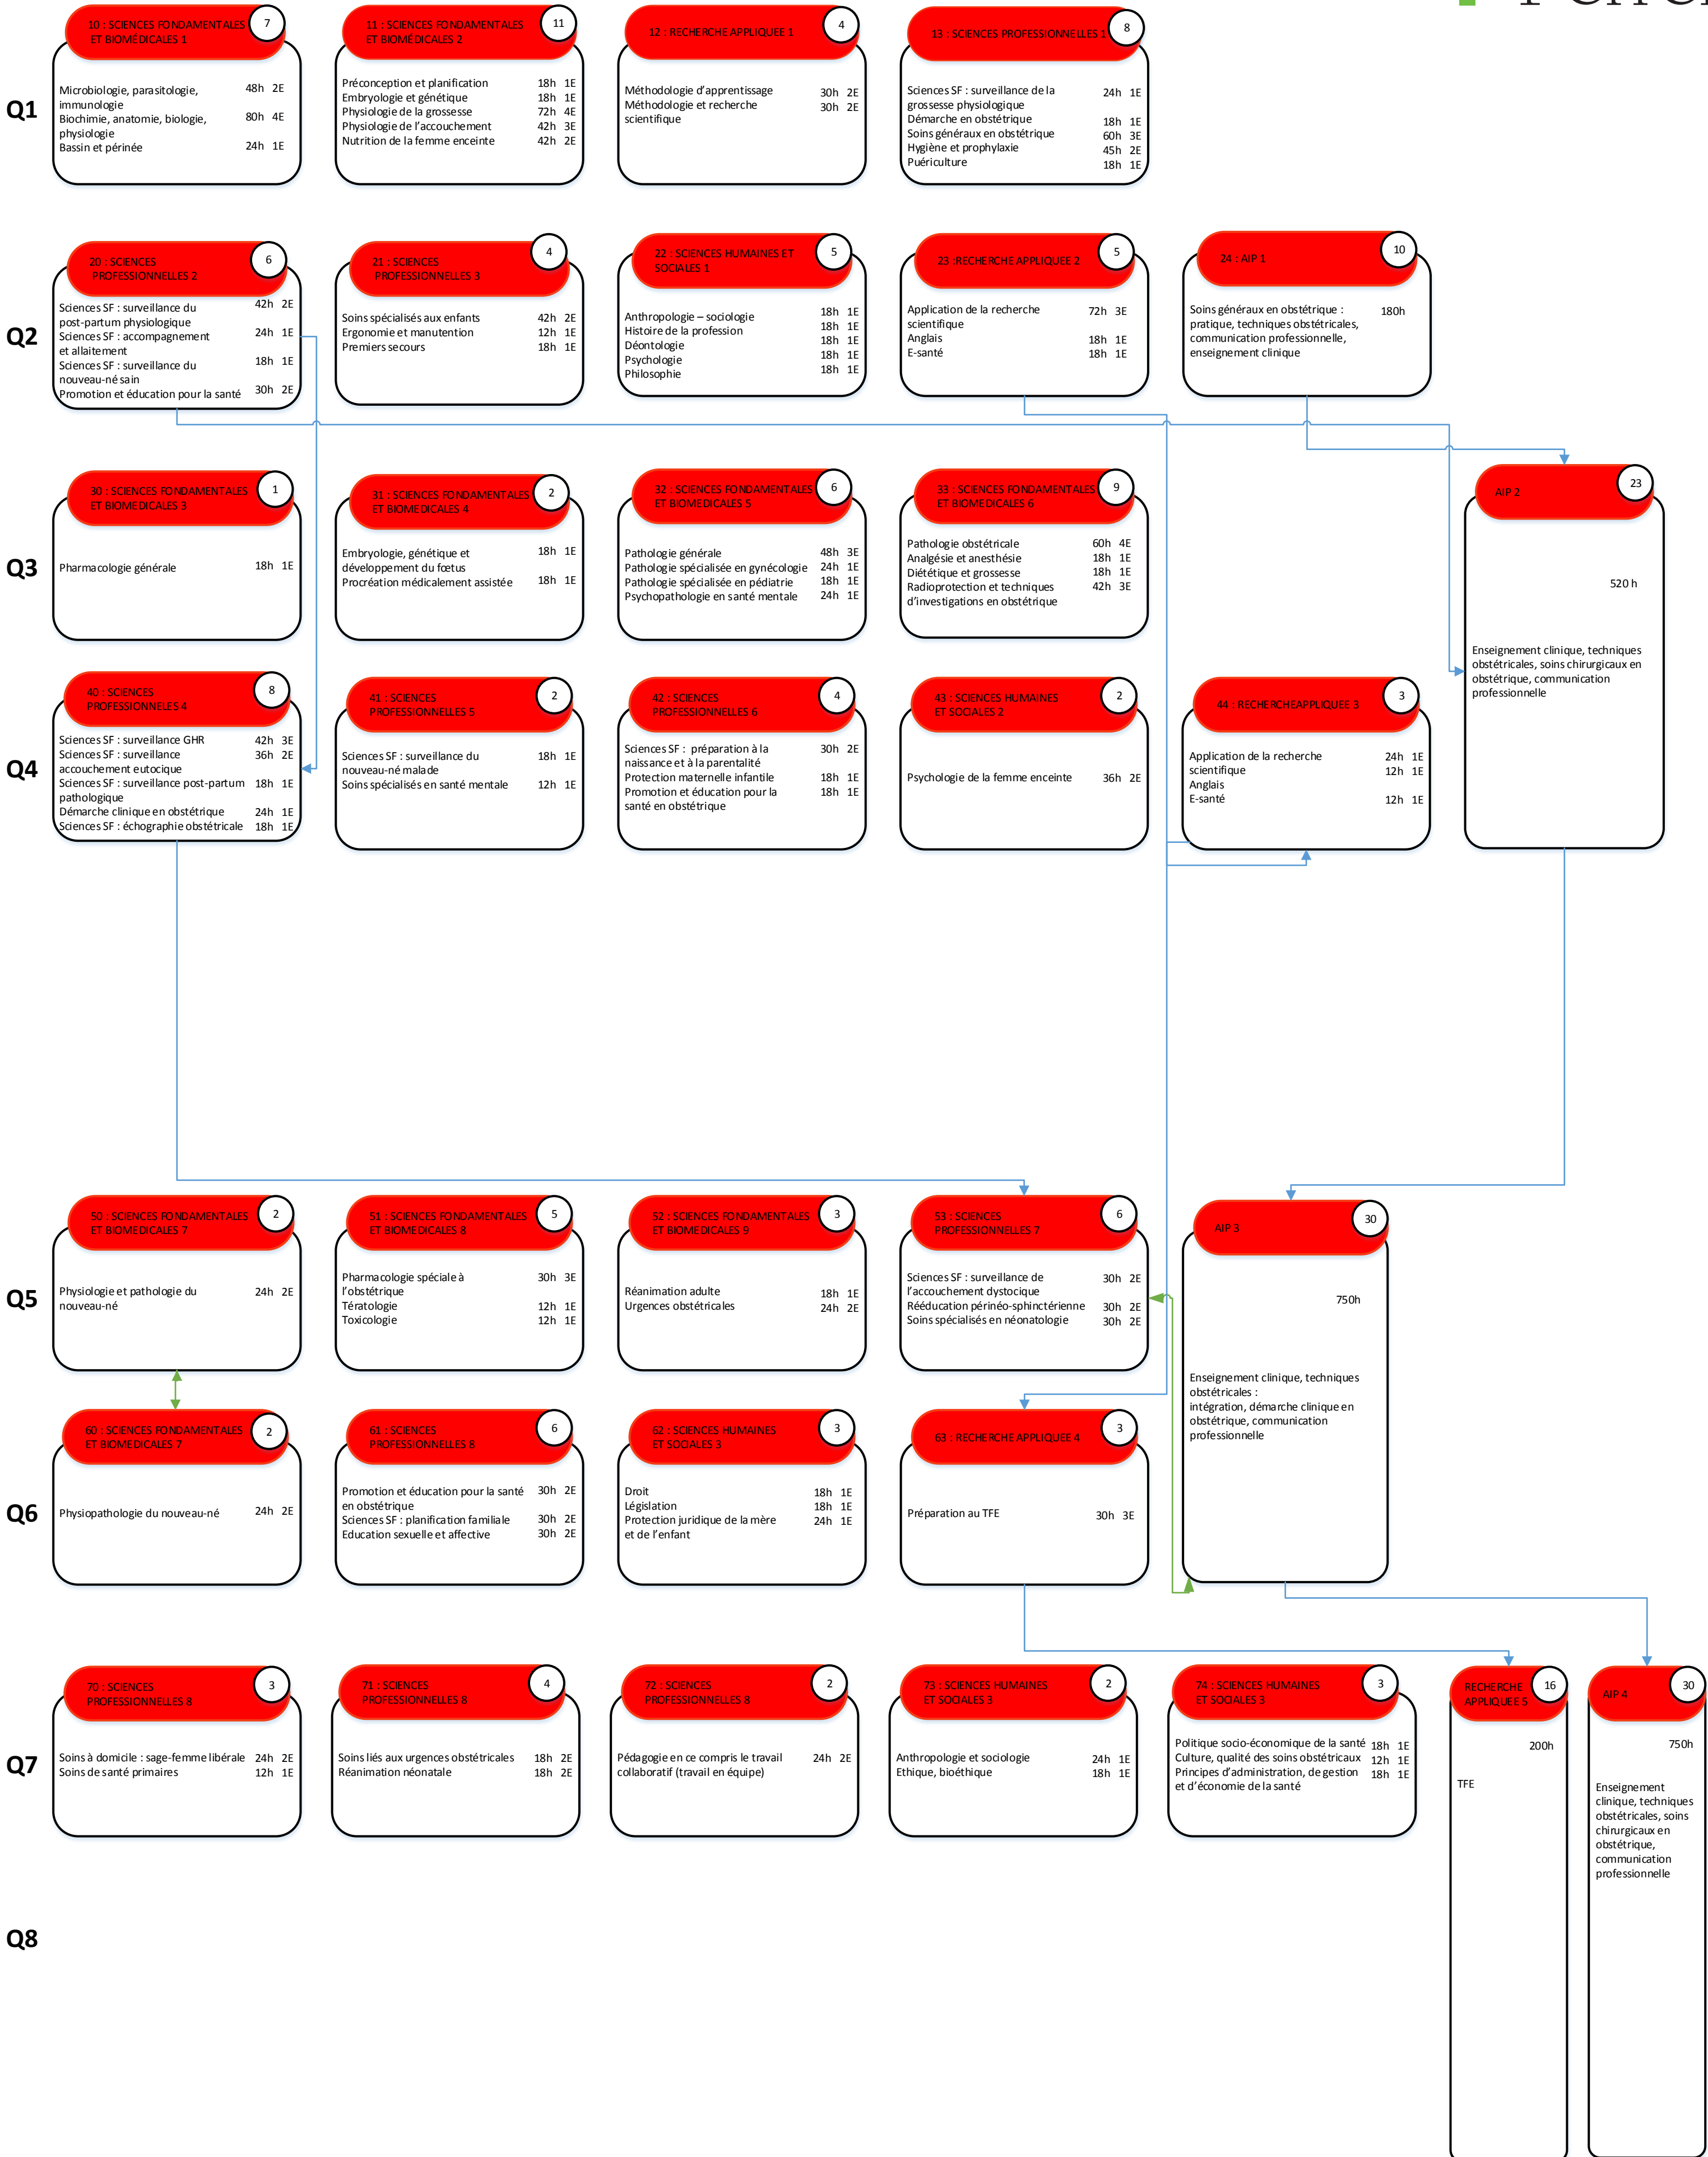 10 : SCIENCES FONDAMENTALES
ET BIOMÉDICALES 1
7
11 : SCIENCES FONDAMENTALES
ET BIOMÉDICALES 2
11
12 : RECHERCHE APPLIQUEE 1
4
13 : SCIENCES PROFESSIONNELLES 1
8
Q1
Microbiologie, parasitologie, 48h 2E
immunologie
Biochimie, anatomie, biologie, 80h 4E
physiologie
Bassin et périnée 24h 1E
Préconception et planification 18h 1E
Embryologie et génétique 18h 1E
Physiologie de la grossesse 72h 4E
Physiologie de l'accouchement 42h 3E
Nutrition de la femme enceinte 42h 2E
Méthodologie d'apprentissage 30h 2E
Méthodologie et recherche 30h 2E
scientifique
Sciences SF : surveillance de la 24h 1E
grossesse physiologique
Démarche en obstétrique 18h 1E
Soins généraux en obstétrique 60h 3E
Hygiène et prophylaxie 45h 2E
Puériculture 18h 1E
20 : SCIENCES
PROFESSIONNELLES 2
6
21 : SCIENCES
PROFESSIONNELLES 3
4
22 : SCIENCES HUMAINES ET
SOCIALES 1
5
23 :RECHERCHE APPLIQUEE 2
5
24 : AIP 1
10
Q2
Sciences SF : surveillance du 42h 2E
post-partum physiologique
Sciences SF : accompagnement 24h 1E
et allaitement
Sciences SF : surveillance du 18h 1E
nouveau-né sain
Promotion et éducation pour la santé 30h 2E
Soins spécialisés aux enfants 42h 2E
Ergonomie et manutention 12h 1E
Premiers secours 18h 1E
Anthropologie – sociologie 18h 1E
Histoire de la profession 18h 1E
Déontologie 18h 1E
Psychologie 18h 1E
Philosophie 18h 1E
Application de la recherche 72h 3E
scientifique
Anglais 18h 1E
E-santé 18h 1E
Soins généraux en obstétrique : 180h
pratique, techniques obstétricales,
communication professionnelle,
enseignement clinique
30 : SCIENCES FONDAMENTALES
ET BIOMEDICALES 3
1
31 : SCIENCES FONDAMENTALES
ET BIOMEDICALES 4
2
32 : SCIENCES FONDAMENTALES
ET BIOMEDICALES 5
6
33 : SCIENCES FONDAMENTALES
ET BIOMEDICALES 6
9
AIP 2
23
Q3
Pharmacologie générale 18h 1E
Embryologie, génétique et 18h 1E
développement du fœtus
Procréation médicalement assistée 18h 1E
Pathologie générale 48h 3E
Pathologie spécialisée en gynécologie 24h 1E
Pathologie spécialisée en pédiatrie 18h 1E
Psychopathologie en santé mentale 24h 1E
Pathologie obstétricale 60h 4E
Analgésie et anesthésie 18h 1E
Diététique et grossesse 18h 1E
Radioprotection et techniques 42h 3E
d'investigations en obstétrique
520 h
Enseignement clinique, techniques
obstétricales, soins chirurgicaux en
obstétrique, communication
professionnelle
40 : SCIENCES
PROFESSIONNELES 4
8
41 : SCIENCES
PROFESSIONNELLES 5
2
42 : SCIENCES
PROFESSIONNELLES 6
4
43 : SCIENCES HUMAINES
ET SOCIALES 2
2
44 : RECHERCHEAPPLIQUEE 3
3
Q4
Sciences SF : surveillance GHR 42h 3E
Sciences SF : surveillance 36h 2E
accouchement eutocique
Sciences SF : surveillance post-partum 18h 1E
pathologique
Démarche clinique en obstétrique 24h 1E
Sciences SF : échographie obstétricale 18h 1E
Sciences SF : surveillance du 18h 1E
nouveau-né malade
Soins spécialisés en santé mentale 12h 1E
Sciences SF : préparation à la 30h 2E
naissance et à la parentalité
Protection maternelle infantile 18h 1E
Promotion et éducation pour la 18h 1E
santé en obstétrique
Psychologie de la femme enceinte 36h 2E
Application de la recherche 24h 1E
scientifique 12h 1E
Anglais
E-santé 12h 1E
50 : SCIENCES FONDAMENTALES
ET BIOMEDICALES 7
2
51 : SCIENCES FONDAMENTALES
ET BIOMEDICALES 8
5
52 : SCIENCES FONDAMENTALES
ET BIOMEDICALES 9
3
53 : SCIENCES
PROFESSIONNELLES 7
6
AIP 3
30
Q5
Physiologie et pathologie du 24h 2E
nouveau-né
Pharmacologie spéciale à 30h 3E
l'obstétrique
Tératologie 12h 1E
Toxicologie 12h 1E
Réanimation adulte 18h 1E
Urgences obstétricales 24h 2E
Sciences SF : surveillance de 30h 2E
l'accouchement dystocique
Rééducation périnéo-sphinctérienne 30h 2E
Soins spécialisés en néonatologie 30h 2E
750h
Enseignement clinique, techniques
obstétricales :
intégration, démarche clinique en
obstétrique, communication
professionnelle
60 : SCIENCES FONDAMENTALES
ET BIOMEDICALES 7
2
61 : SCIENCES
PROFESSIONNELLES 8
6
62 : SCIENCES HUMAINES
ET SOCIALES 3
3
63 : RECHERCHE APPLIQUEE 4
3
Q6
Physiopathologie du nouveau-né 24h 2E
Promotion et éducation pour la santé 30h 2E
en obstétrique
Sciences SF : planification familiale 30h 2E
Education sexuelle et affective 30h 2E
Droit 18h 1E
Législation 18h 1E
Protection juridique de la mère 24h 1E
et de l'enfant
Préparation au TFE 30h 3E
70 : SCIENCES
PROFESSIONNELLES 8
3
71 : SCIENCES
PROFESSIONNELLES 8
4
72 : SCIENCES
PROFESSIONNELLES 8
2
73 : SCIENCES HUMAINES
ET SOCIALES 3
2
74 : SCIENCES HUMAINES
ET SOCIALES 3
3
RECHERCHE
APPLIQUEE 5
16
AIP 4
30
Q7
Soins à domicile : sage-femme libérale 24h 2E
Soins de santé primaires 12h 1E
Soins liés aux urgences obstétricales 18h 2E
Réanimation néonatale 18h 2E
Pédagogie en ce compris le travail 24h 2E
collaboratif (travail en équipe)
Anthropologie et sociologie 24h 1E
Ethique, bioéthique 18h 1E
Politique socio-économique de la santé 18h 1E
Culture, qualité des soins obstétricaux 12h 1E
Principes d'administration, de gestion 18h 1E
et d'économie de la santé
200h
TFE
750h
Enseignement
clinique, techniques
obstétricales, soins
chirurgicaux en
obstétrique,
communication
professionnelle
Q8